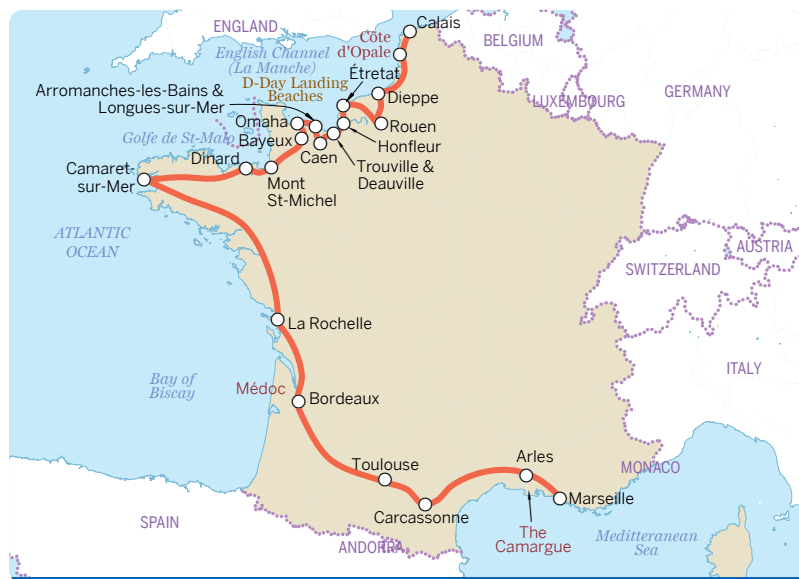 ENGLAND
Calais
Côte
d'Opale
BELGIUM
English Channel
(La Manche)
Étretat
D-Day Landing
Beaches
Arromanches-les-Bains &
Longues-sur-Mer
Dieppe
LUXEMBOURG
GERMANY
Omaha
Rouen
Golfe de St-Malo
Bayeux
Honfleur
Caen
Dinard
Trouville &
Deauville
Camaret-
sur-Mer
Mont
St-Michel
ATLANTIC
OCEAN
AUSTRIA
SWITZERLAND
La Rochelle
ITALY
Bay of
Biscay
Médoc
Bordeaux
Arles
Toulouse
MONACO
Marseille
Carcassonne
SPAIN
The
Camargue
Mediterranean
Sea
ANDORRA